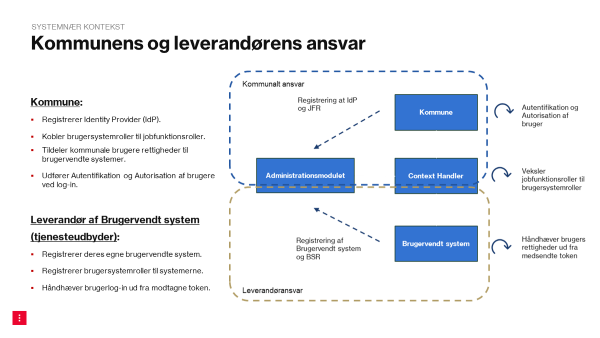 SYSTEMNÆR KONTEKST
Kommunens og leverandørens ansvar
Kommune:
Registrerer Identity Provider (IdP).
Kobler brugersystemroller til jobfunktionsroller.
Tildeler kommunale brugere rettigheder til
brugervendte systemer.
Udfører Autentifikation og Autorisation af brugere
ved log-in.
Leverandør af Brugervendt system
(tjenesteudbyder):
Registrerer deres egne brugervendte system.
Registrerer brugersystemroller til systemerne.
Håndhæver brugerlog-in ud fra modtagne token.
Kommunalt ansvar
Registrering at IdP
og JFR
Kommune
Autentifikation og
Autorisation af
bruger
Administrationsmodulet
Context Handler
Veksler
jobfunktionsroller til
brugersystemroller
Registrering af
Brugervendt system
og BSR
Brugervendt system
Håndhæver brugers
rettigheder ud fra
medsendte token
Leverandøransvar